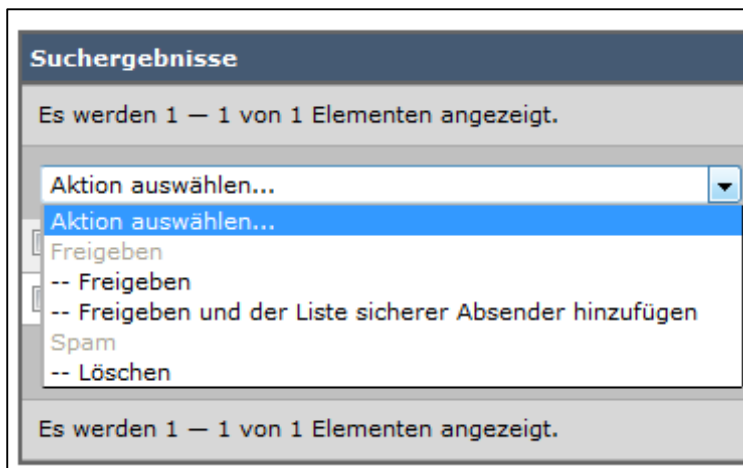 Suchergebnisse
Es werden 1 — 1 von 1 Elementen angezeigt.
Aktion auswählen...
Aktion auswählen...
Freigeben
-- Freigeben
-- Freigeben und der Liste sicherer Absender hinzufügen
Spam
-- Löschen
Es werden 1 — 1 von 1 Elementen angezeigt.